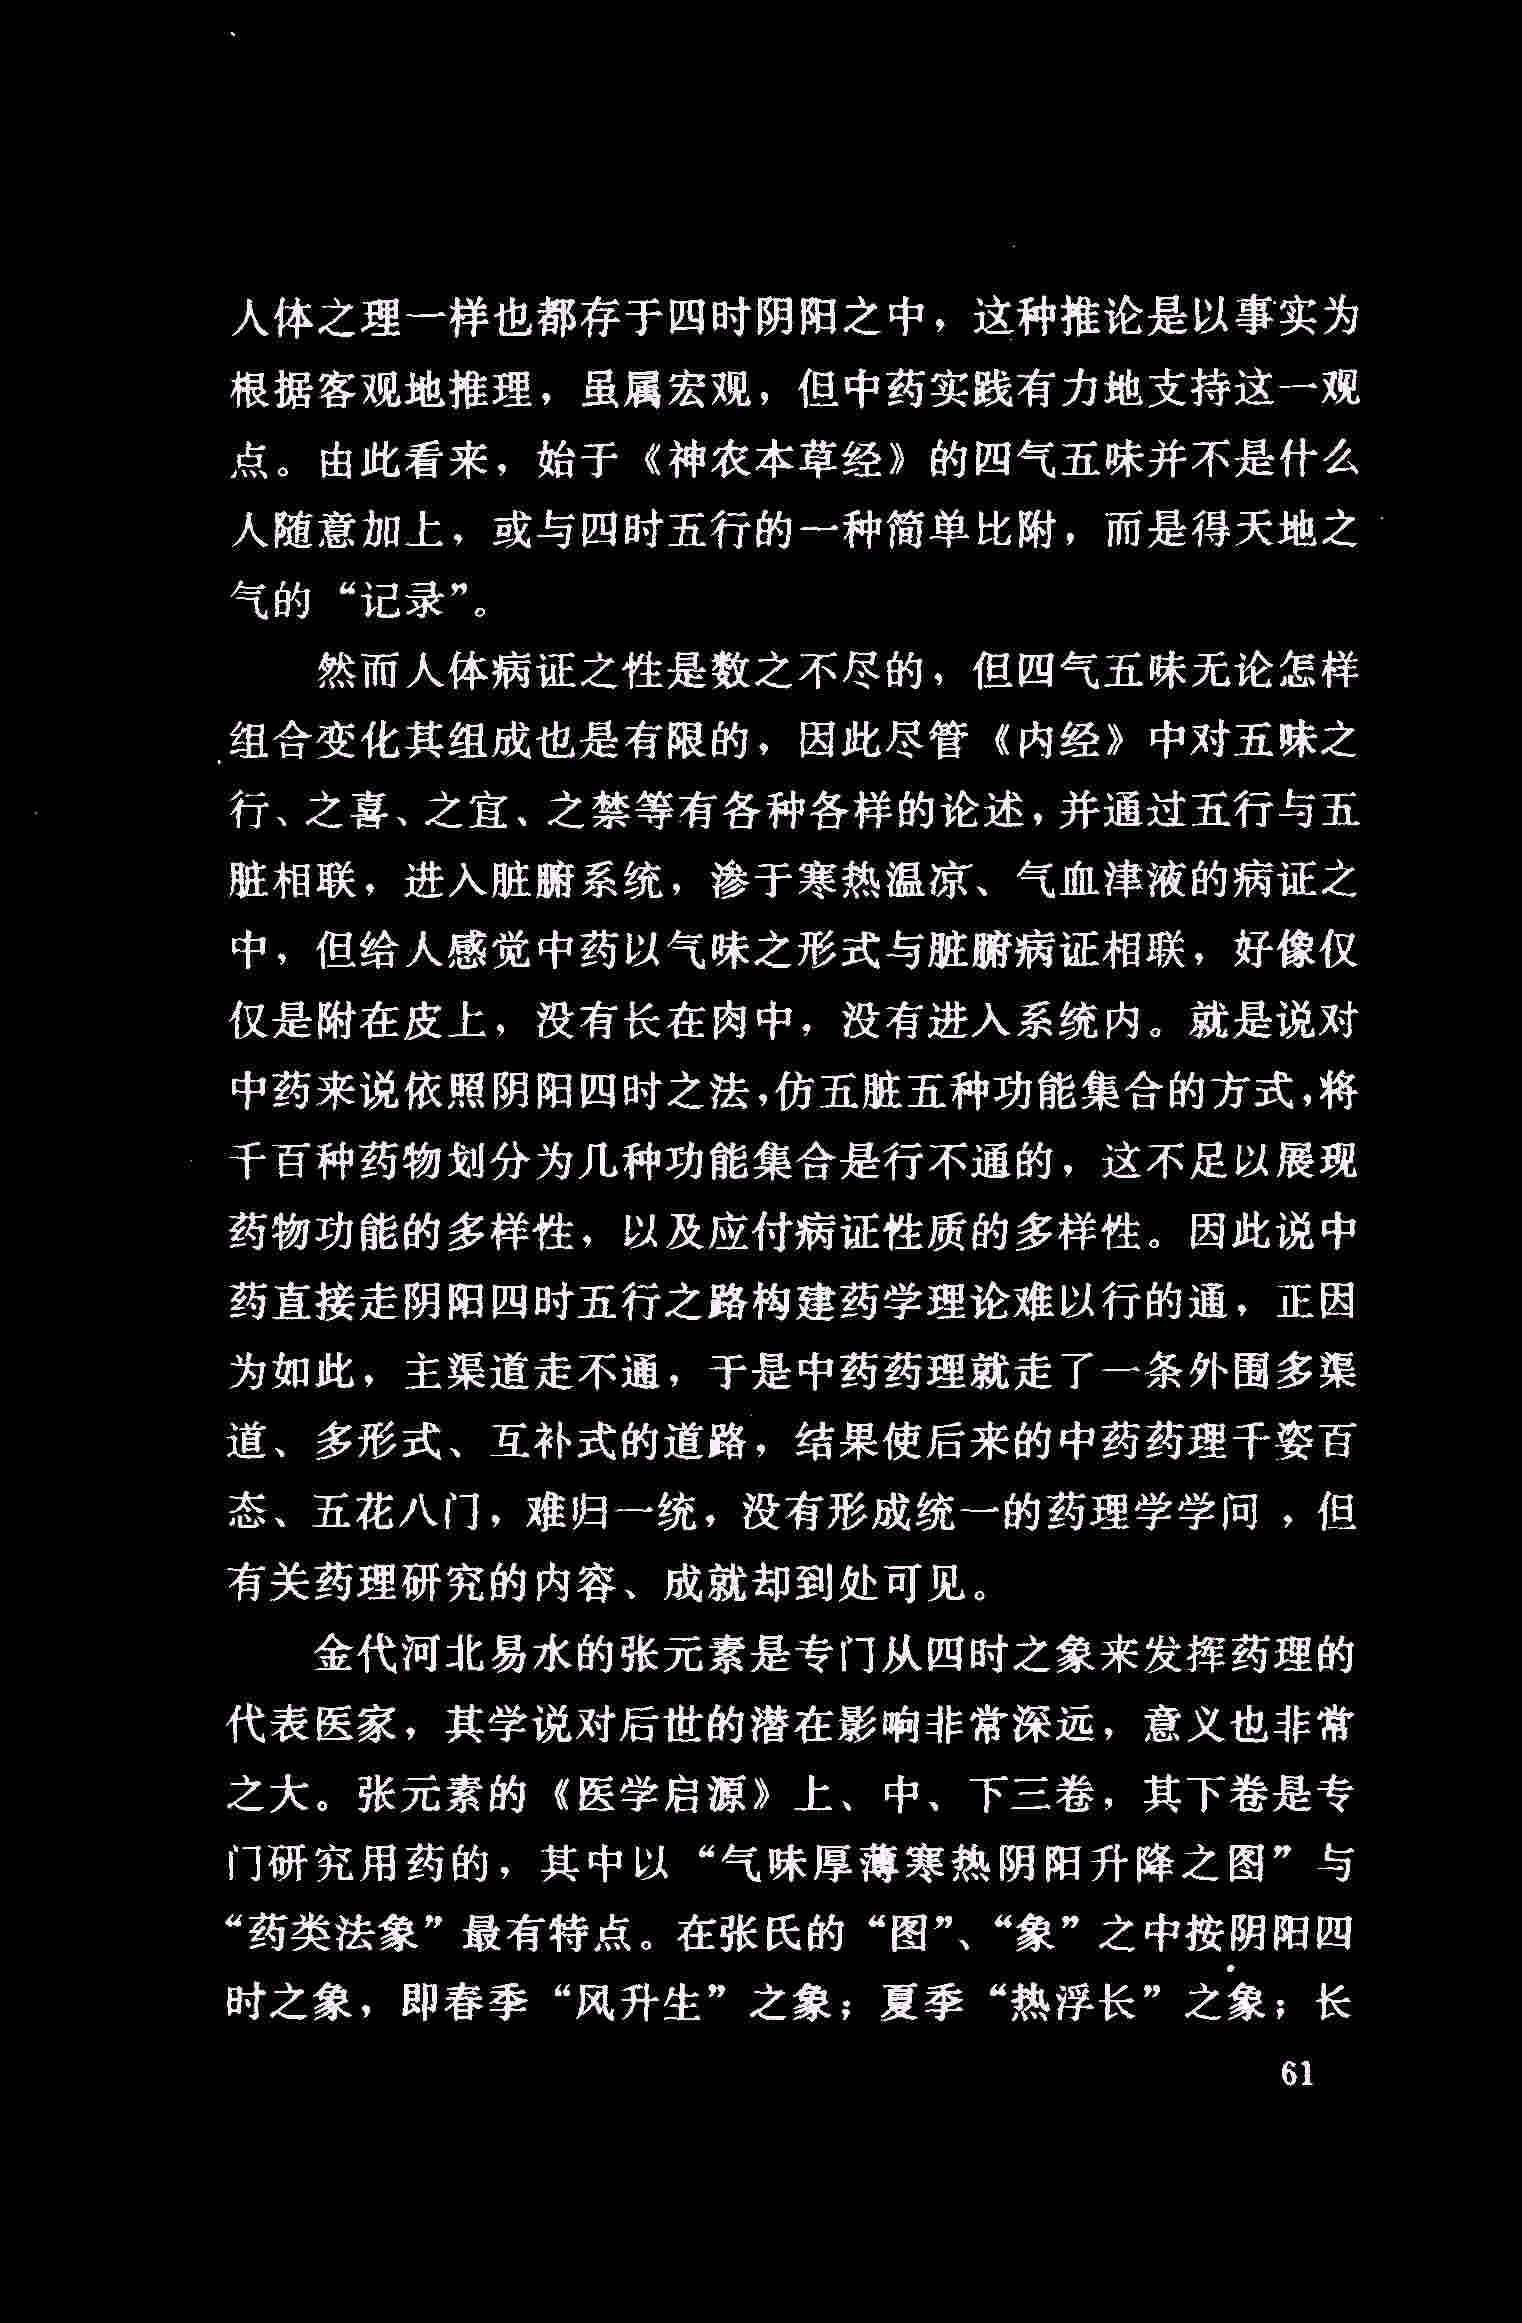 人体之理一样也都存于四时阴阳之中，这种推论是以事实为
根据客观地推理，虽属宏观，但中药实践有力地支持这一观
点。由此看来，始于《神农本草经》的四气五味并不是什么
人随意加上，或与四时五行的一种简单比附，而是得天地之
气的“记录”。
然而人体病证之性是数之不尽的，但四气五味无论怎样
组合变化其组成也是有限的，因此尽管《内经》中对五味之
行、之喜、之宜、之禁等有各种各样的论述，并通过五行与五
脏相联，进入脏腑系统，渗于寒热温凉、气血津液的病证之
中，但给人感觉中药以气味之形式与脏腑病证相联，好像仅
仅是附在皮上，没有长在肉中，没有进入系统内。就是说对
中药来说依照阴阳四时之法，仿五脏五种功能集合的方式，将
千百种药物划分为几种功能集合是行不通的，这不足以展现
药物功能的多样性，以及应付病证性质的多样性。因此说中
药直接走阴阳四时五行之路构建药学理论难以行的通，正因
为如此，主渠道走不通，于是中药药理就走了一条外围多渠
道、多形式、互补式的道路，结果使后来的中药药理千姿百
态、五花八门，难归一统，没有形成统一的药理学学问，但
有关药理研究的内容、成就却到处可见。
金代河北易水的张元素是专门从四时之象来发挥药理的
代表医家，其学说对后世的潜在影响非常深远，意义也非常
之大。张元素的《医学启源》上、中、下三卷，其下卷是专
门研究用药的，其中以“气味厚薄寒热阴阳升降之图”与
“药类法象”最有特点。在张氏的“图”、“象”之中按阴阳四
时之象，即春季“风升生”之象；夏季“热浮长”之象；长
61